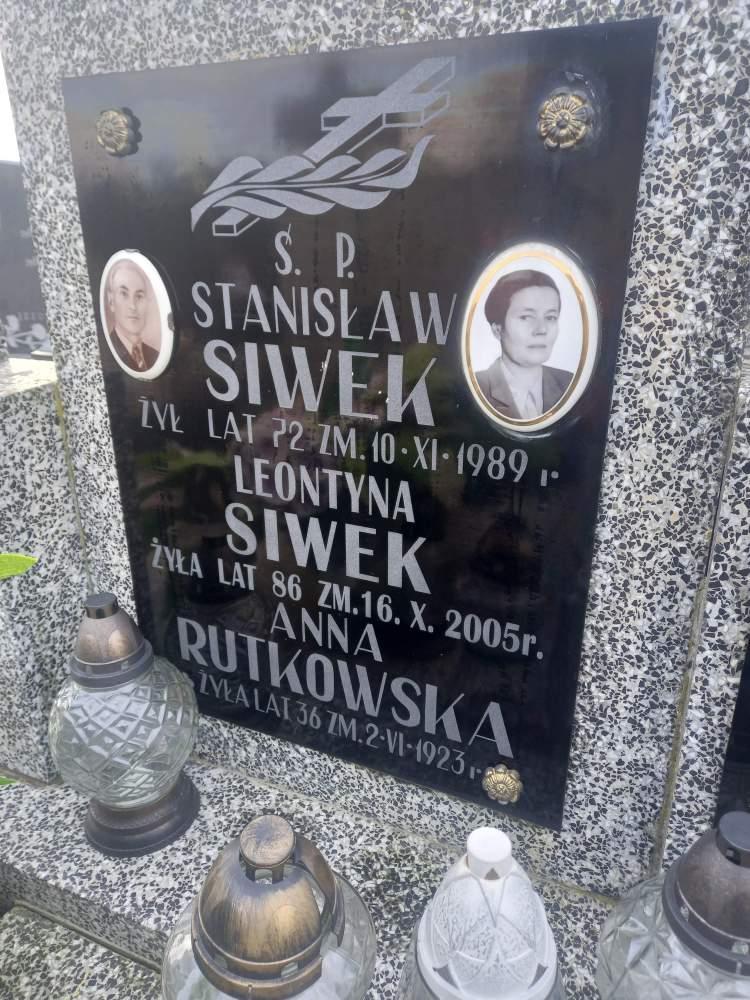 Ś. P.
STANISŁAW
SIWEK
ŻYŁ LAT 72 ZM. 10·XI·1989 r.
LEONTYNA
SIWEK
ŻYŁA LAT 86 ZM. 16. X. 2005r.
ANNA
RUTKOWSKA
ŻYŁA LAT 36 ZM. 2·VI·1923 r.